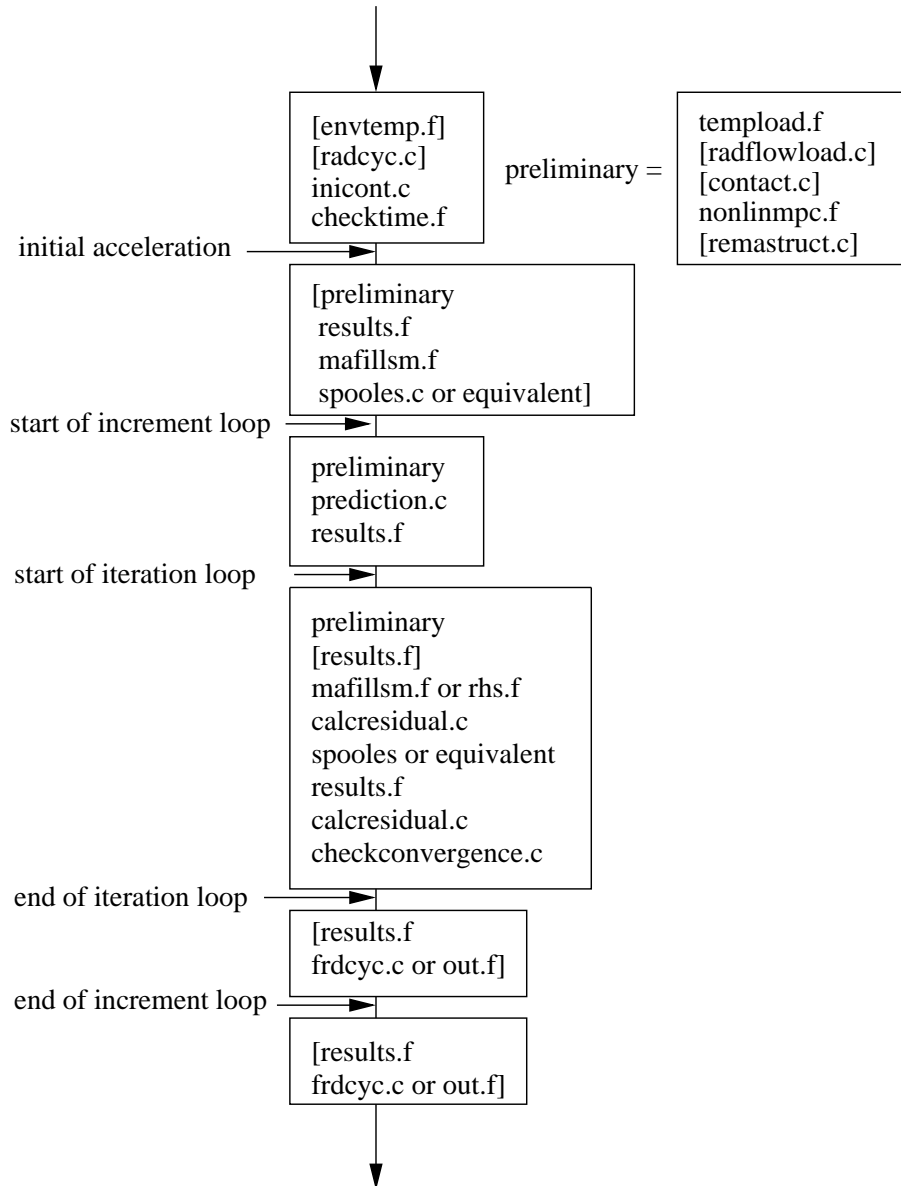 [envtemp.f]
[radcyc.c]
inicont.c
checktime.f
preliminary =
tempload.f
[radflowload.c]
[contact.c]
nonlinmpc.f
[remastruct.c]
initial acceleration
[preliminary
results.f
mafillsm.f
spooles.c or equivalent]
start of increment loop
preliminary
prediction.c
results.f
start of iteration loop
preliminary
[results.f]
mafillsm.f or rhs.f
calcresidual.c
spooles or equivalent
results.f
calcresidual.c
checkconvergence.c
end of iteration loop
[results.f
frdcyc.c or out.f]
end of increment loop
[results.f
frdcyc.c or out.f]